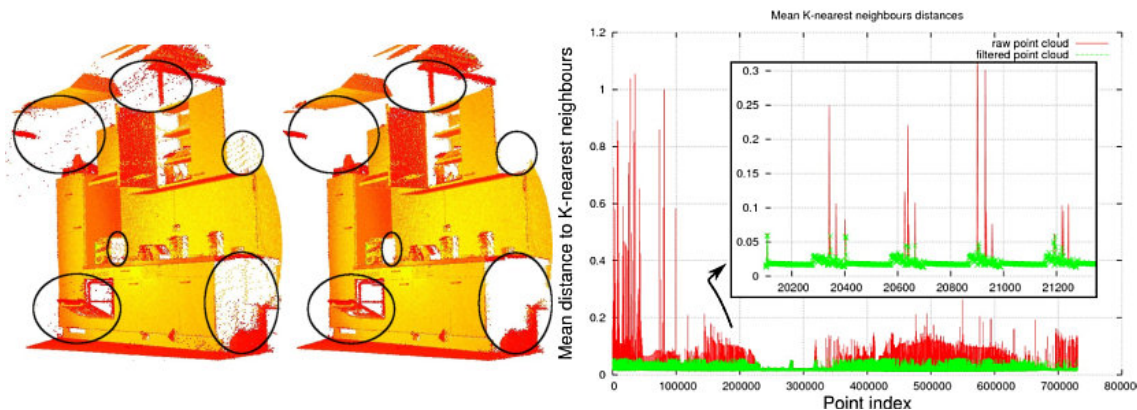 Mean K-nearest neighbours distances
Mean distance to K-nearest neighbours
1.2
1
0.8
0.6
0.4
0.2
0
raw point cloud
filtered point cloud
0.3
0.25
0.2
0.15
0.1
0.05
0
20200 20400 20600 20800 21000 21200
0 100000 200000 300000 400000 500000 600000 700000 800000
Point index